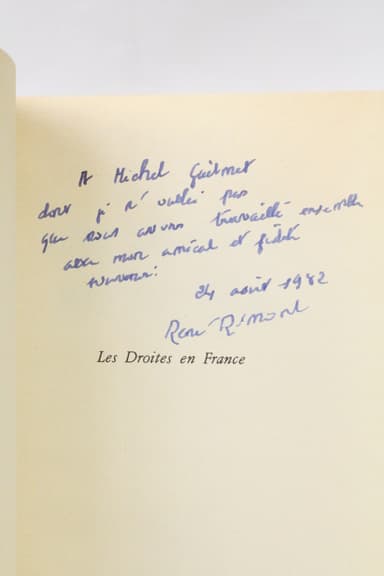 A Michel Guilmet
dont je n'oublie pas
que nous avons travaillé ensemble
avec mon amical et fidèle
souvenir.
24 août 1982
René Rémond
Les Droites en France